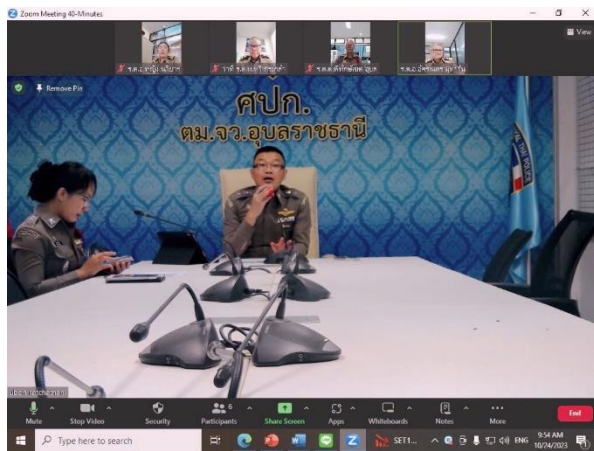 Zoom Meeting 40-Minutes
View
Remove Pin
ศปก.
ตม.จว.อุบลราชธานี
Mute
Stop Video
Security
Participants
6
Share Screen
Apps
Whiteboards
Notes
More
End
Type here to search
SET1...
ENG
9:54 AM
10/24/2023